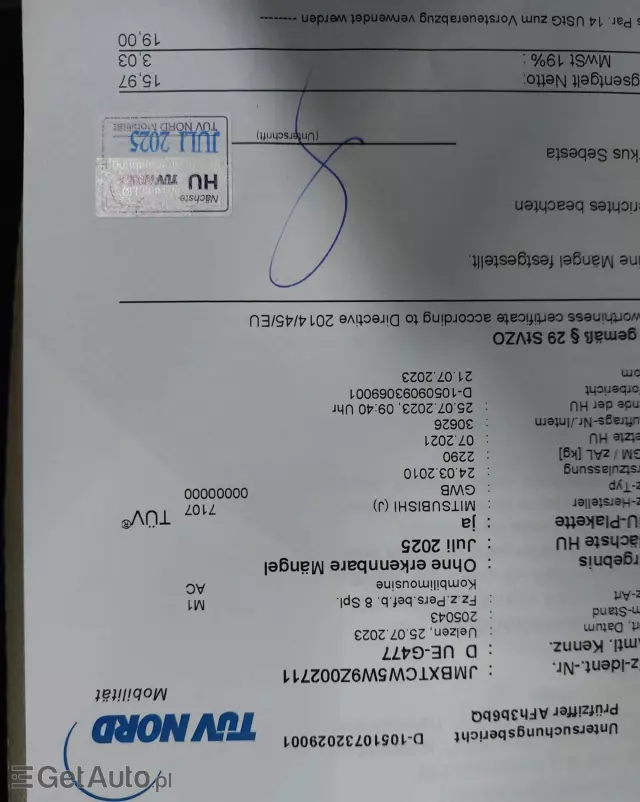 TÜV NORD
Mobilität
Untersuchungsbericht D-10510732029001
Prüfziffer AFh3b6bQ
z-Ident.-Nr. : JMBXTCW5W9Z002711
Amtl. Kennz. : D UE-G477
rt, Datum : Uelzen, 25.07.2023
m-Stand : 205043
z-Art : Fz.z.Pers.bef.b. 8 Spl. M1
Kombilimousine AC
rgebnis : Ohne erkennbare Mängel
ächste HU : Juli 2025
U-Plakette : ja TÜV®
z-Hersteller : MITSUBISHI (J) 7107
z-Typ : GWB 00000000
rstzulassung : 24.03.2010
GM / zAL [kg] : 2290
etzte HU : 07.2021
uftrags-Nr./Intern/ : 30626
nde der HU : 25.07.2023, 09:40 Uhr
Vorbericht : D-10509093069001
om : 21.07.2023
gemäß § 29 StVZO
worthiness certificate according to Directive 2014/45/EU
ine Mängel festgestellt.
erichtes beachten
kus Sebesta
(Unterschrift)
Nächste
HU
JULI 2025
TÜV NORD Mobilität
gsentgelt Netto: 15,97
MwSt 19% : 3,03
19,00
s Par. 14 UStG zum Vorsteuerabzug verwendet werden -------
GetAuto.pl